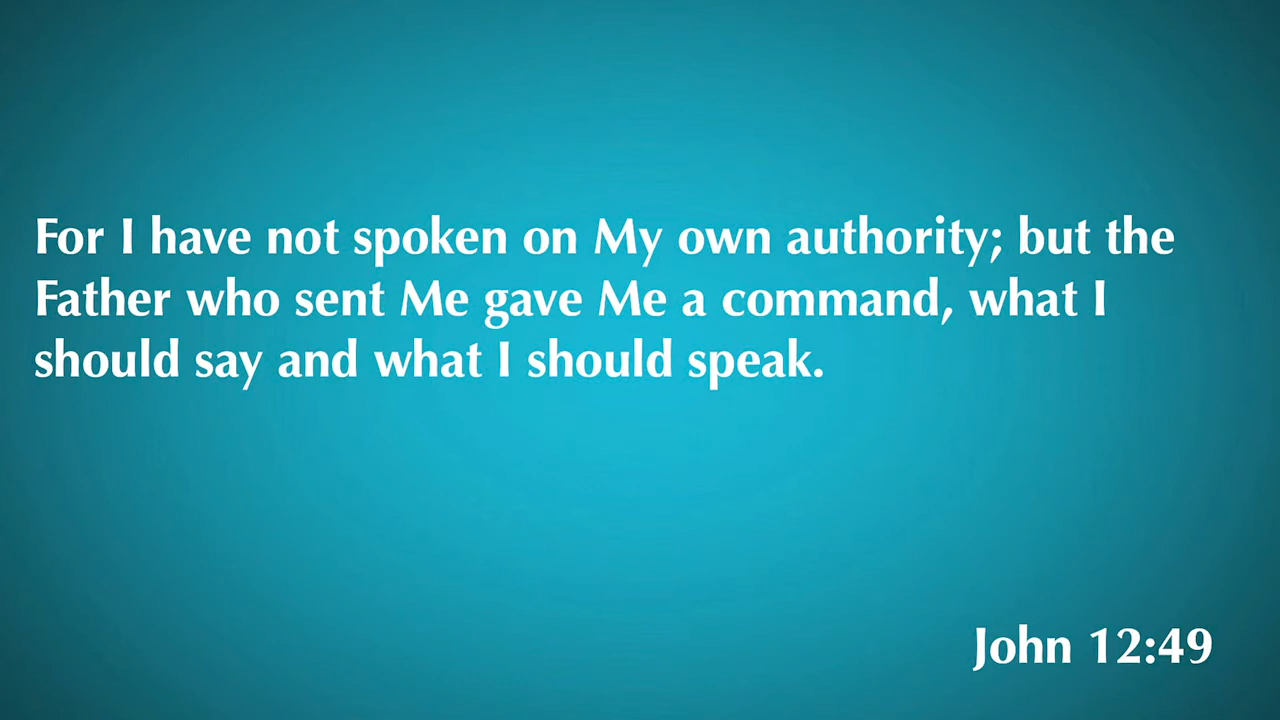 For I have not spoken on My own authority; but the
Father who sent Me gave Me a command, what I
should say and what I should speak.
John 12:49